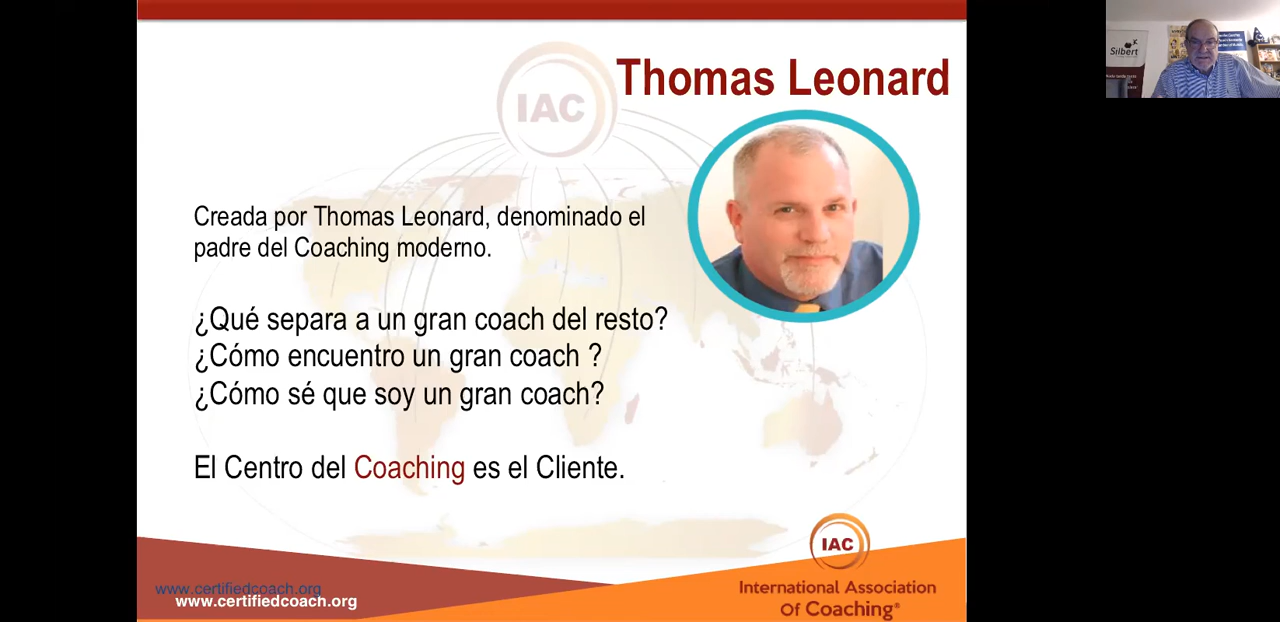 IAC
Thomas Leonard
Creada por Thomas Leonard, denominado el
padre del Coaching moderno.
¿Qué separa a un gran coach del resto?
¿Cómo encuentro un gran coach ?
¿Cómo sé que soy un gran coach?
El Centro del Coaching es el Cliente.
www.certifiedcoach.org
www.certifiedcoach.org
IAC
International Association
Of Coaching®
Silbert